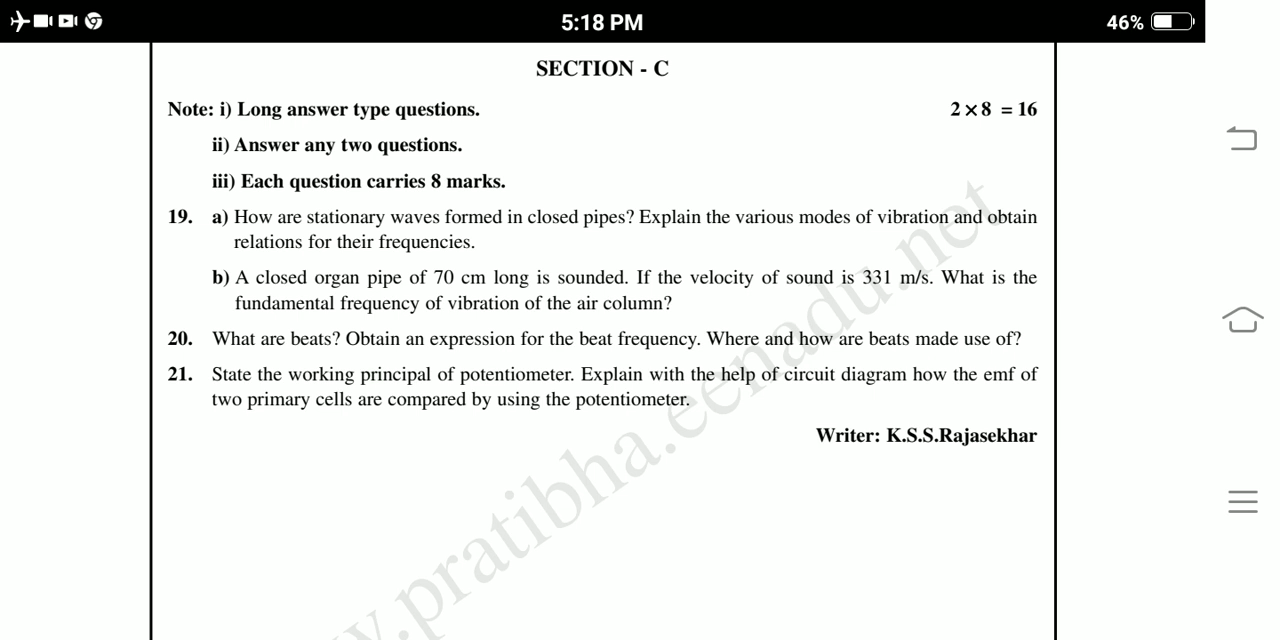 5:18 PM
46%
SECTION - C
Note: i) Long answer type questions. 2 × 8 = 16
ii) Answer any two questions.
iii) Each question carries 8 marks.
19. a) How are stationary waves formed in closed pipes? Explain the various modes of vibration and obtain
relations for their frequencies.
b) A closed organ pipe of 70 cm long is sounded. If the velocity of sound is 331 m/s. What is the
fundamental frequency of vibration of the air column?
20. What are beats? Obtain an expression for the beat frequency. Where and how are beats made use of?
21. State the working principal of potentiometer. Explain with the help of circuit diagram how the emf of
two primary cells are compared by using the potentiometer.
Writer: K.S.S.Rajasekhar
w.pratibha.eenadu.net